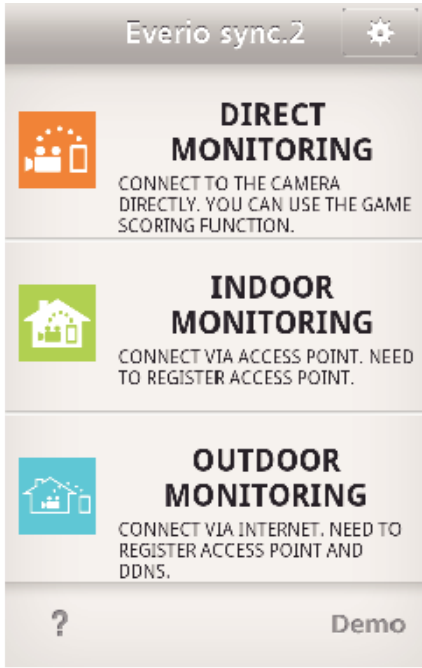 Everio sync.2
DIRECT
MONITORING
CONNECT TO THE CAMERA
DIRECTLY. YOU CAN USE THE GAME
SCORING FUNCTION.
INDOOR
MONITORING
CONNECT VIA ACCESS POINT. NEED
TO REGISTER ACCESS POINT.
OUTDOOR
MONITORING
CONNECT VIA INTERNET. NEED TO
REGISTER ACCESS POINT AND
DDNS.
?
Demo